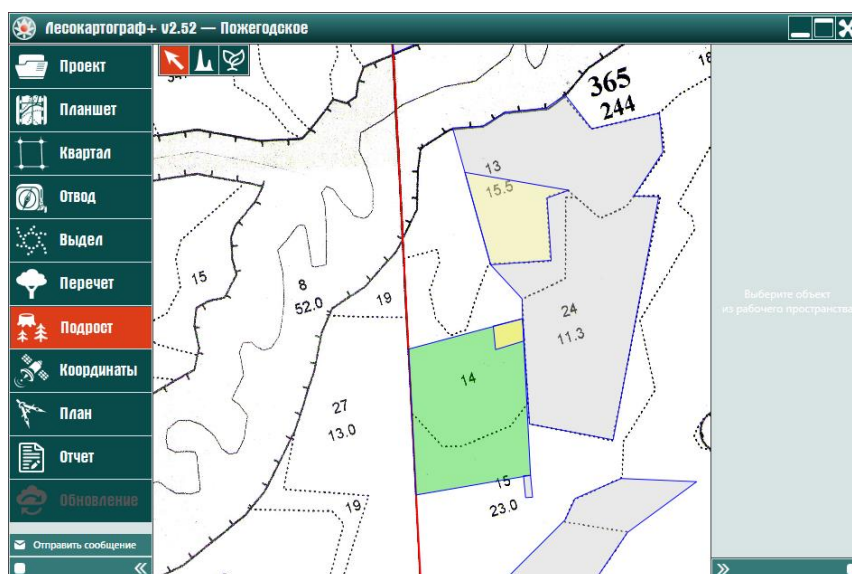 Лесокартограф+ v2.52 — Пожегодское
Проект
Планшет
Квартал
Отвод
Выдел
Перечет
Подрост
Координаты
План
Отчет
Обновление
Отправить сообщение
365
244
13
15.5
15
8
52.0
19
24
11.3
14
27
13.0
19
15
23.0
Выберите объект
из рабочего пространства